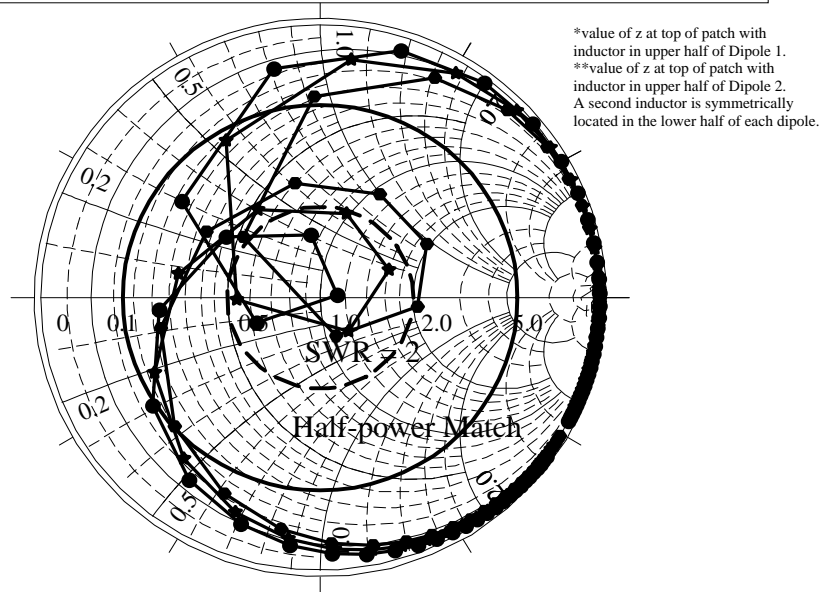 *value of z at top of patch with
inductor in upper half of Dipole 1.
**value of z at top of patch with
inductor in upper half of Dipole 2.
A second inductor is symmetrically
located in the lower half of each dipole.
1.0
0.5
0.2
0 0.1 0.5 1.0 2.0 5.0
SWR = 2
0.2
Half-power Match
0.5